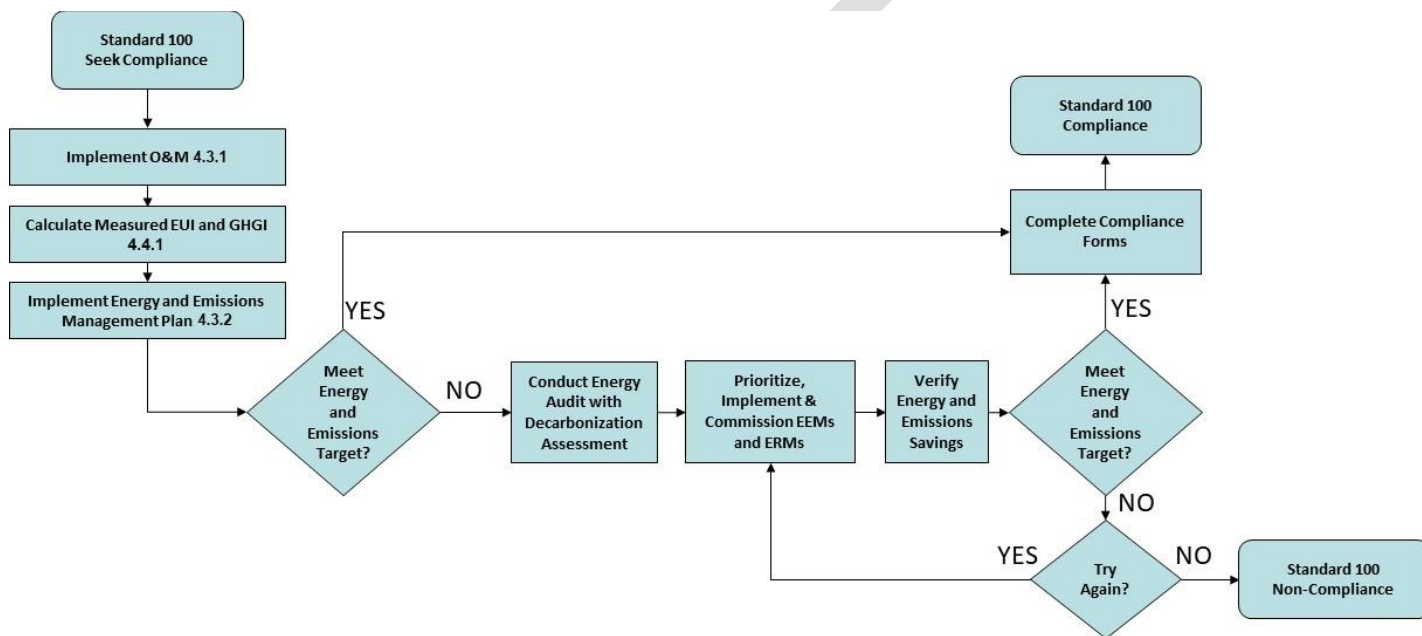 Standard 100
Seek Compliance
Implement O&M 4.3.1
Calculate Measured EUI and GHGI
4.4.1
Implement Energy and Emissions
Management Plan 4.3.2
Meet
Energy
and
Emissions
Target?
YES
NO
Conduct Energy
Audit with
Decarbonization
Assessment
Prioritize,
Implement &
Commission EEMs
and ERMs
Verify
Energy and
Emissions
Savings
Meet
Energy
and
Emissions
Target?
YES
Complete Compliance
Forms
Standard 100
Compliance
NO
Try
Again?
YES
NO
Standard 100
Non-Compliance